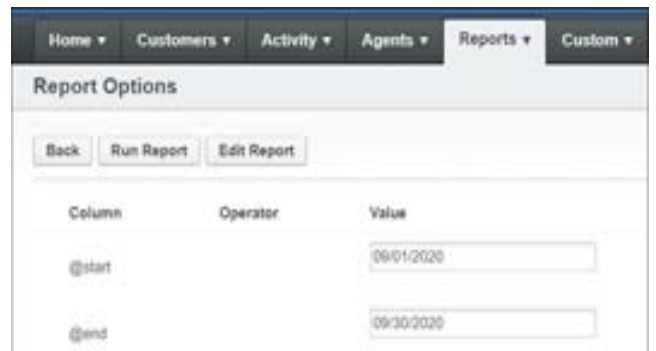 Home ▾ Customers ▾ Activity ▾ Agents ▾ Reports ▾ Custom ▾
Report Options
Back Run Report Edit Report
Column Operator Value
@start 09/01/2020
@end 09/30/2020